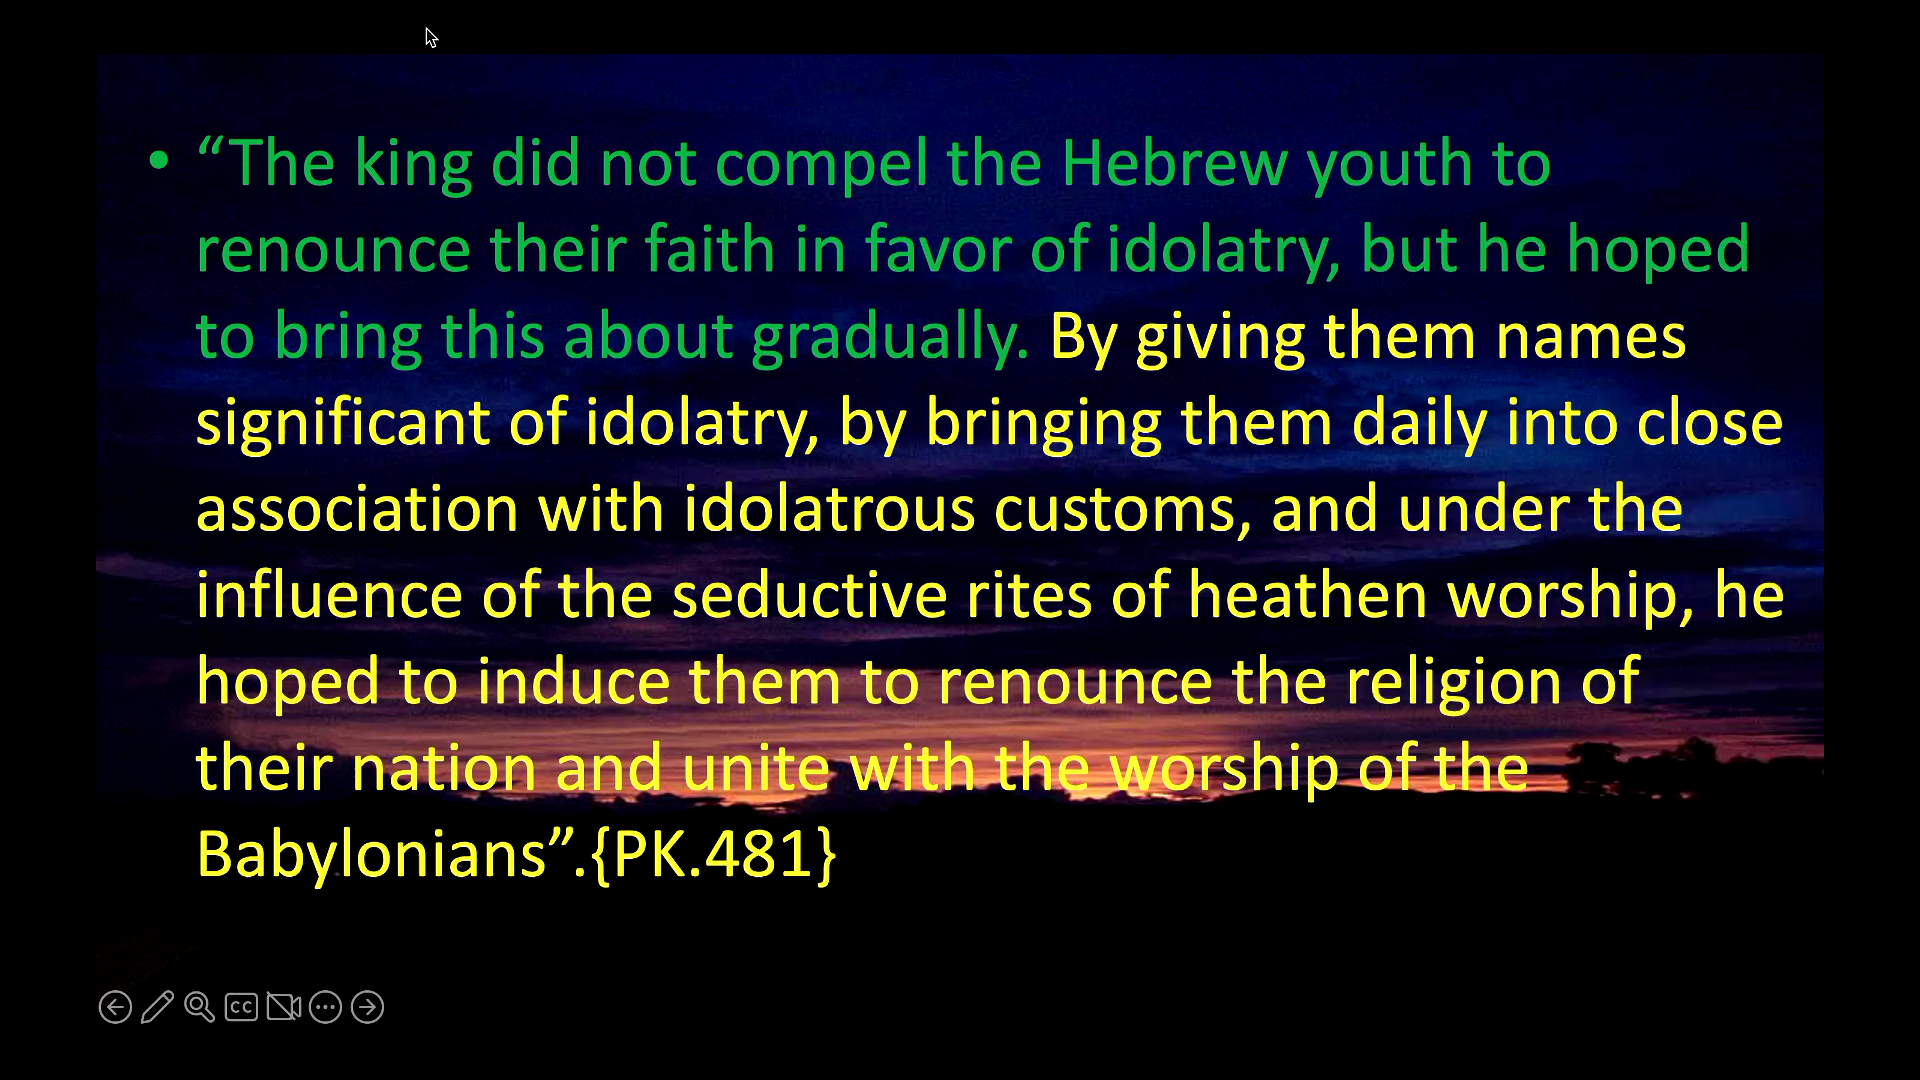 • “The king did not compel the Hebrew youth to
renounce their faith in favor of idolatry, but he hoped
to bring this about gradually. By giving them names
significant of idolatry, by bringing them daily into close
association with idolatrous customs, and under the
influence of the seductive rites of heathen worship, he
hoped to induce them to renounce the religion of
their nation and unite with the worship of the
Babylonians”.{PK.481}
CC